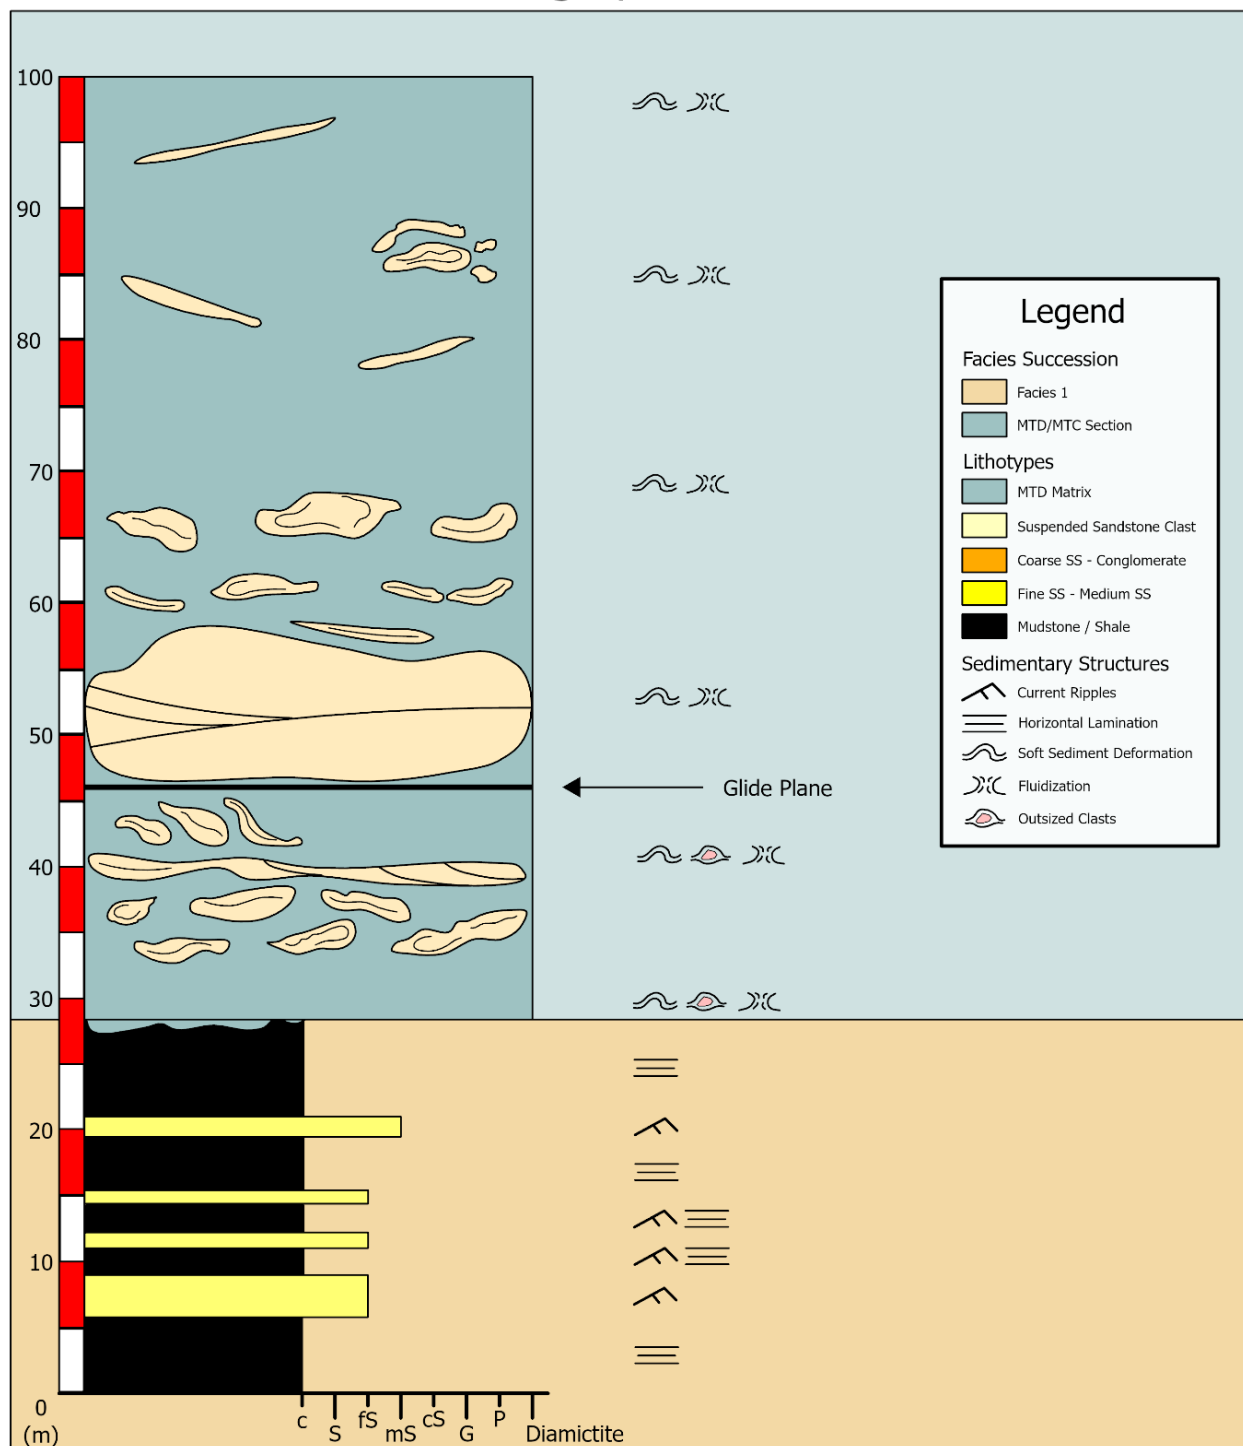 100
90
80
70
60
50
40
30
20
10
0
(m)
c
S
fS
mS
cS
G
P
Diamictite
Glide Plane
Legend
Facies Succession
Facies 1
MTD/MTC Section
Lithotypes
MTD Matrix
Suspended Sandstone Clast
Coarse SS - Conglomerate
Fine SS - Medium SS
Mudstone / Shale
Sedimentary Structures
Current Ripples
Horizontal Lamination
Soft Sediment Deformation
Fluidization
Outsized Clasts